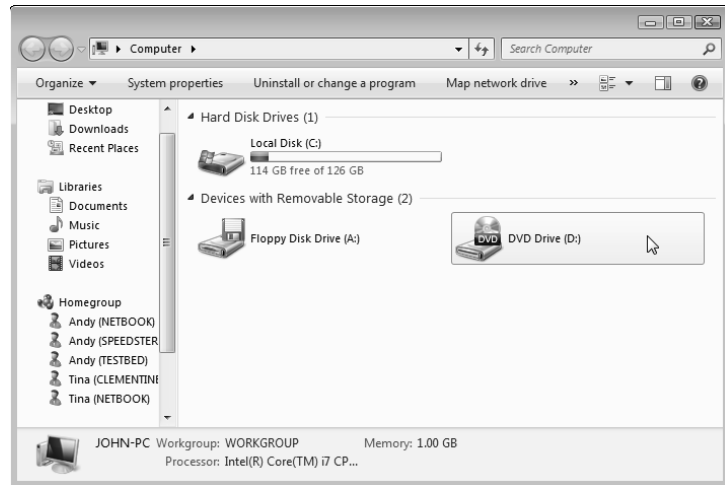 Computer
Search Computer
Organize System properties Uninstall or change a program Map network drive »
Desktop
Downloads
Recent Places
Libraries
Documents
Music
Pictures
Videos
Homegroup
Andy (NETBOOK)
Andy (SPEEDSTER
Andy (TESTBED)
Tina (CLEMENTINE
Tina (NETBOOK)
Hard Disk Drives (1)
Local Disk (C:)
114 GB free of 126 GB
Devices with Removable Storage (2)
Floppy Disk Drive (A:)
DVD
DVD Drive (D:)
JOHN-PC Workgroup: WORKGROUP Memory: 1.00 GB
Processor: Intel(R) Core(TM) i7 CP...